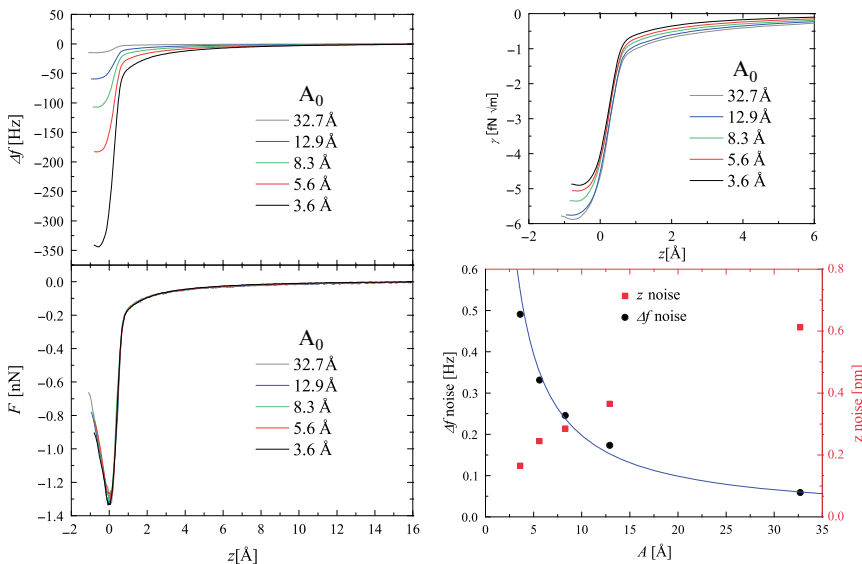 0
-50
-100
-150
-200
-250
-300
-350
Δf [Hz]
A0
32.7Å
12.9Å
8.3 Å
5.6 Å
3.6 Å
0.0
-0.2
-0.4
-0.6
-0.8
-1.0
-1.2
-1.4
F [nN]
A0
32.7Å
12.9Å
8.3 Å
5.6 Å
3.6 Å
-2 0 2 4 6 8 10 12 14 16
z[Å]
0
-1
-2
-3
-4
-5
-6
γ [fN √m]
A0
32.7Å
12.9Å
8.3 Å
5.6 Å
3.6 Å
-2 0 2 4 6
z[Å]
0.6
0.5
0.4
0.3
0.2
0.1
0.0
Δf noise [Hz]
z noise
Δf noise
0.8
0.6
0.4
0.2
0.0
z noise [pm]
0 5 10 15 20 25 30 35
A [Å]